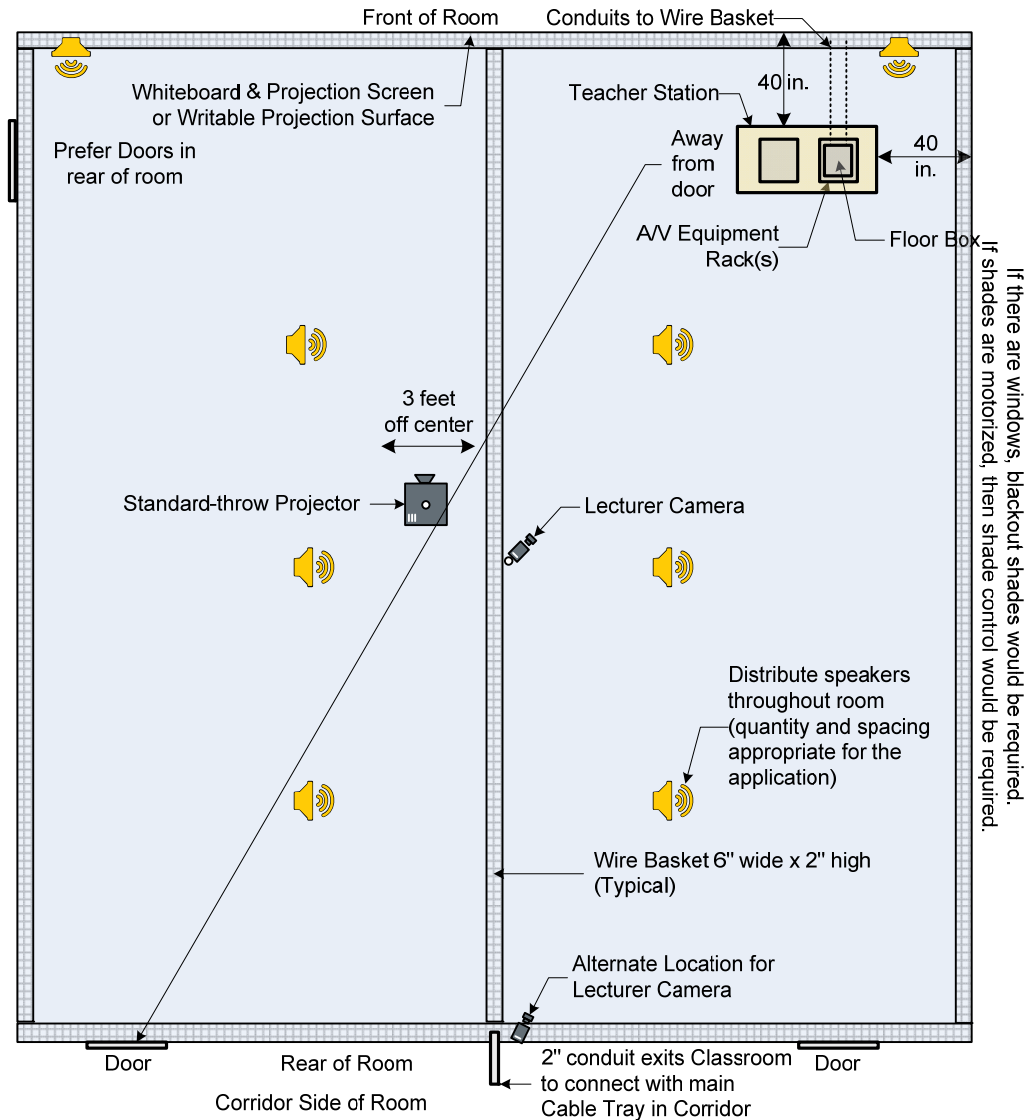 Front of Room
Conduits to Wire Basket
40 in.
Whiteboard & Projection Screen
or Writable Projection Surface
Teacher Station
Prefer Doors in
rear of room
Away
from
door
40
in.
A/V Equipment
Rack(s)
Floor Box
If there are windows, blackout shades would be required.
If shades are motorized, then shade control would be required.
3 feet
off center
Standard-throw Projector
Lecturer Camera
Distribute speakers
throughout room
(quantity and spacing
appropriate for the
application)
Wire Basket 6" wide x 2" high
(Typical)
Alternate Location for
Lecturer Camera
Door
Rear of Room
2" conduit exits Classroom
to connect with main
Cable Tray in Corridor
Door
Corridor Side of Room